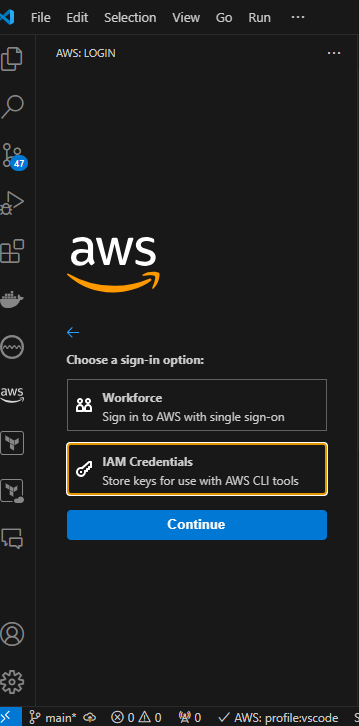 File Edit Selection View Go Run ···
AWS: LOGIN ···
47
aws
aws
Choose a sign-in option:
Workforce
Sign in to AWS with single sign-on
IAM Credentials
Store keys for use with AWS CLI tools
Continue
main* 0 0 0 AWS: profile:vscode